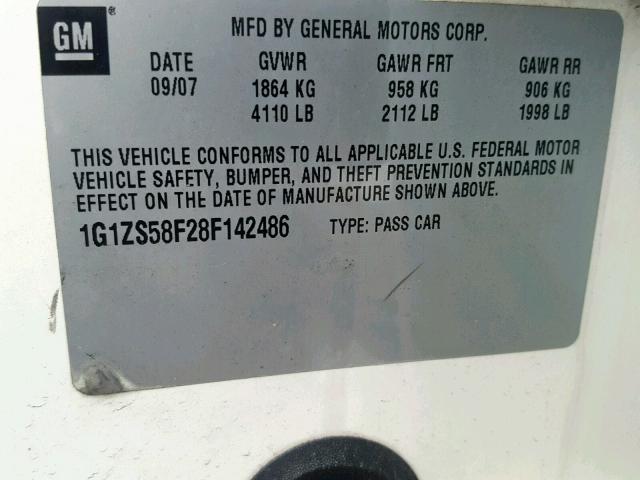 GM
MFD BY GENERAL MOTORS CORP.
DATE GVWR GAWR FRT GAWR RR
09/07 1864 KG 958 KG 906 KG
4110 LB 2112 LB 1998 LB
THIS VEHICLE CONFORMS TO ALL APPLICABLE U.S. FEDERAL MOTOR
VEHICLE SAFETY, BUMPER, AND THEFT PREVENTION STANDARDS IN
EFFECT ON THE DATE OF MANUFACTURE SHOWN ABOVE.
1G1ZS58F28F142486 TYPE: PASS CAR